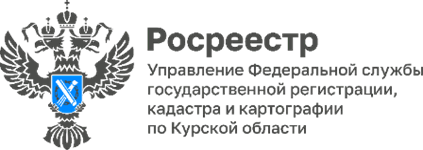 Росреестр
Управление Федеральной службы
государственной регистрации,
кадастра и картографии
по Курской области